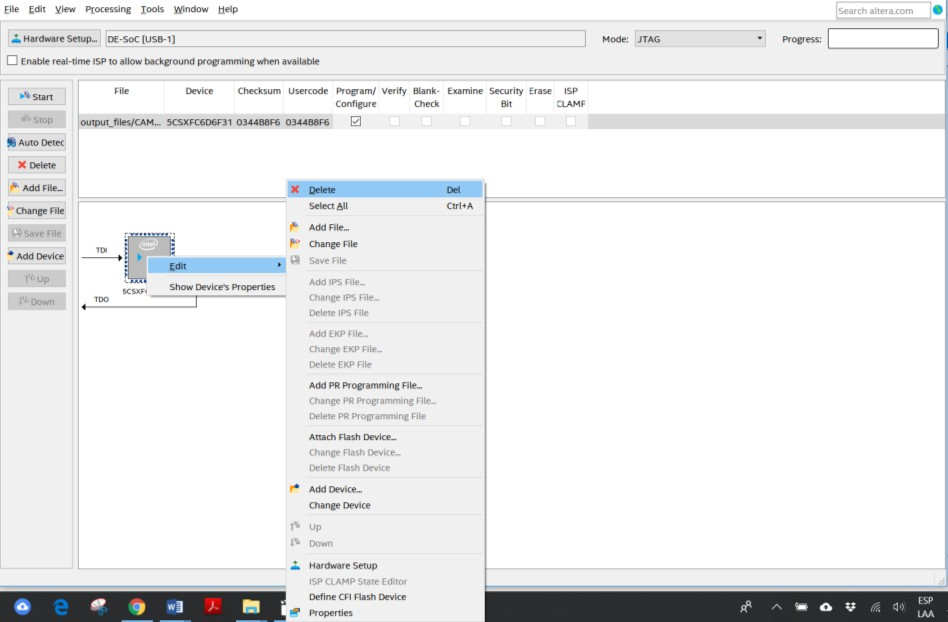 File Edit View Processing Tools Window Help
Search altera.com
Hardware Setup... DE-SoC [USB-1] Mode: JTAG Progress:
Enable real-time ISP to allow background programming when available
File Device Checksum Usercode Program/ Configure Verify Blank- Check Examine Security Bit Erase ISP CLAMP
output_files/CAM... 5CSXFC6D6F31 0344B8F6 0344B8F6
Start
Stop
Auto Detec
Delete
Add File...
Change File
Save File
Add Device
Up
Down
TDI
intel
5CSXF
TDO
Edit
Show Device's Properties
Delete Del
Select All Ctrl+A
Add File...
Change File
Save File
Add IPS File...
Change IPS File...
Delete IPS File
Add EKP File...
Change EKP File...
Delete EKP File
Add PR Programming File...
Change PR Programming File...
Delete PR Programming File
Attach Flash Device...
Change Flash Device...
Delete Flash Device
Add Device...
Change Device
Up
Down
Hardware Setup
ISP CLAMP State Editor
Define CFI Flash Device
Properties
ESP
LAA